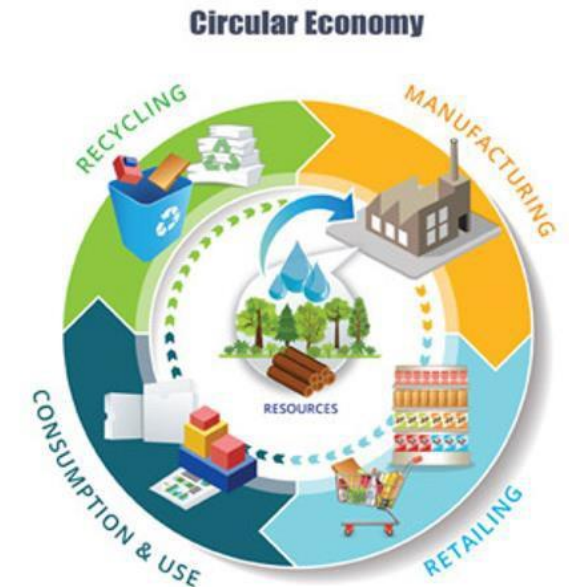 Circular Economy
RECYCLING
MANUFACTURING
RESOURCES
CONSUMPTION & USE
RETAILING